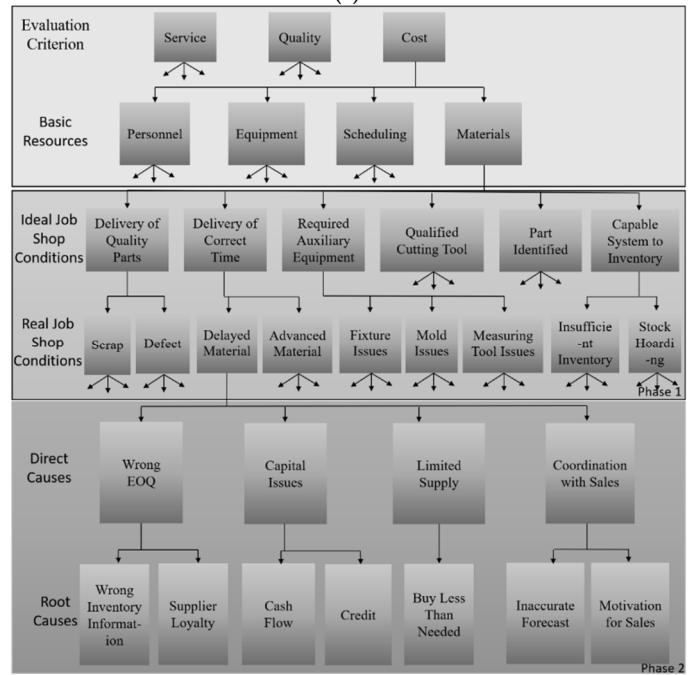 Evaluation
Criterion
Service
Quality
Cost
Basic
Resources
Personnel
Equipment
Scheduling
Materials
Ideal Job
Shop
Conditions
Delivery of
Quality
Parts
Delivery of
Correct
Time
Required
Auxiliary
Equipment
Qualified
Cutting Tool
Part
Identified
Capable
System to
Inventory
Real Job
Shop
Conditions
Scrap
Defect
Delayed
Material
Advanced
Material
Fixture
Issues
Mold
Issues
Measuring
Tool Issues
Insufficie
-nt
Inventory
Stock
Hoardi
-ng
Phase 1
Direct
Causes
Wrong
EOQ
Capital
Issues
Limited
Supply
Coordination
with Sales
Root
Causes
Wrong
Inventory
Informat-
ion
Supplier
Loyalty
Cash
Flow
Credit
Buy Less
Than
Needed
Inaccurate
Forecast
Motivation
for Sales
Phase 2